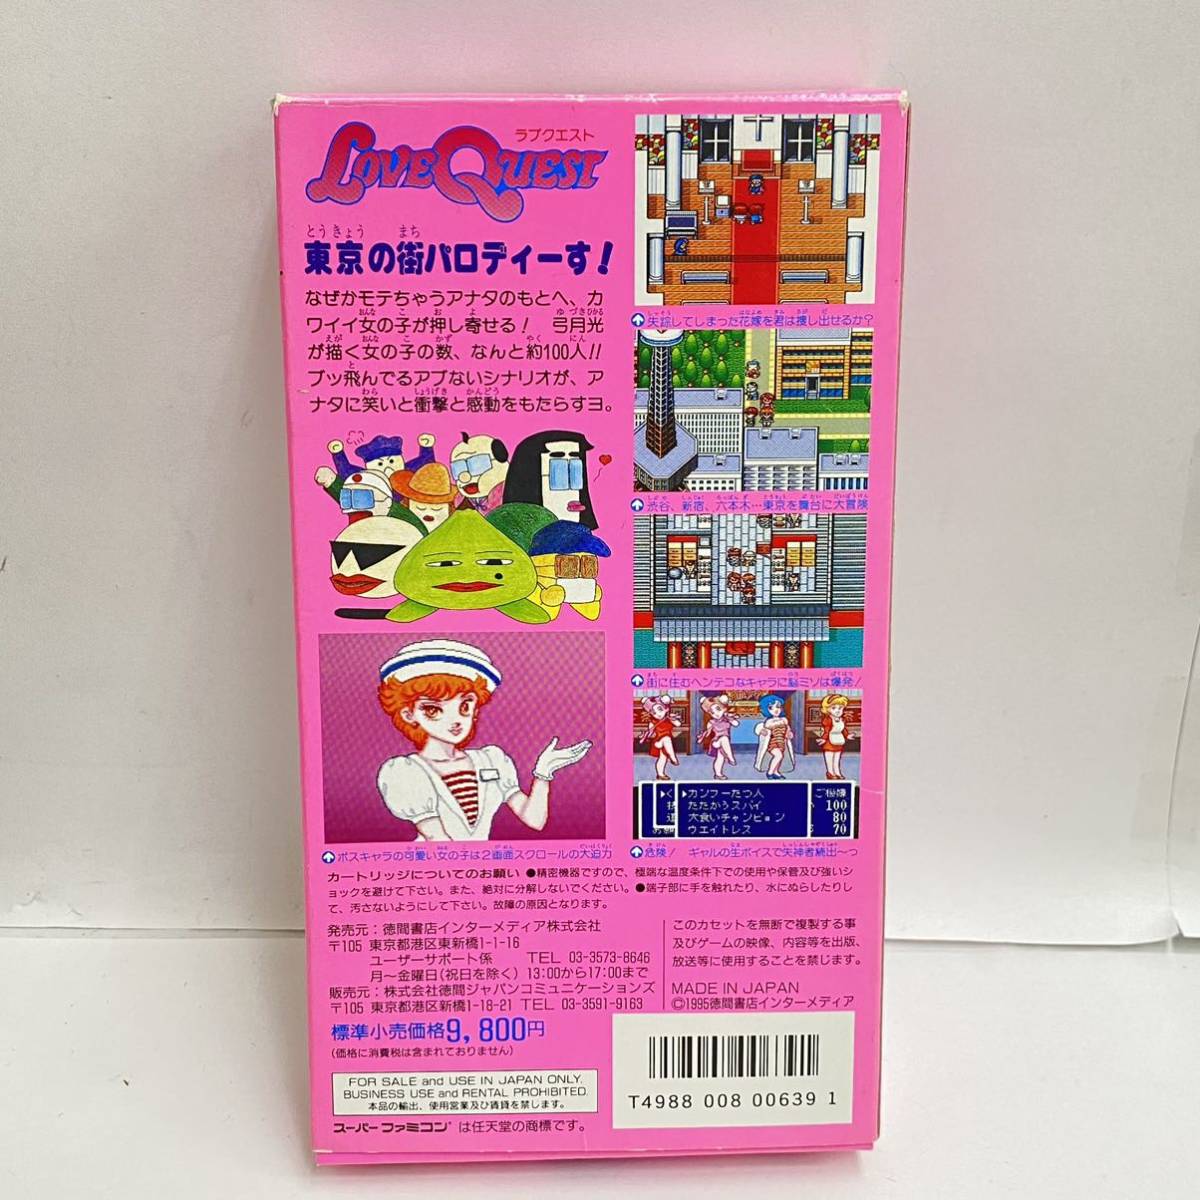 LOVE QUEST
ラブクエスト
東京の街パロディーす!
とうきょう まち
なぜかモテちゃうアナタのもとへ、カ
ワイイ女の子が押し寄せる! 弓月光
が描く女の子の数、なんと約100人!!
ブッ飛んでるアブないシナリオが、ア
ナタに笑いと衝撃と感動をもたらすヨ。
失踪してしまった花嫁を君は捜し出せるか?
渋谷、新宿、六本木…東京を舞台に大冒険
街に住むヘンテコなキャラに脳ミソは爆発!
カンフーたつ人
たたかうスパイ
大食いチャンピョン
ウエイトレス
ご機嫌
100
80
70
危険! ギャルの生ボイスで失神者続出〜っ
ボスキャラの可愛い女の子は2画面スクロールの大迫力
カートリッジについてのお願い ●精密機器ですので、極端な温度条件下での使用や保管及び強いシ
ョックを避けて下さい。また、絶対に分解しないでください。●端子部に手を触れたり、水にぬらしたりし
て、汚さないようにして下さい。故障の原因となります。
発売元:徳間書店インターメディア株式会社
〒105 東京都港区東新橋1-1-16
ユーザーサポート係 TEL 03-3573-8646
月〜金曜日(祝日を除く) 13:00から17:00まで
販売元:株式会社徳間ジャパンコミュニケーションズ
〒105 東京都港区新橋1-18-21 TEL 03-3591-9163
このカセットを無断で複製する事
及びゲームの映像、内容等を出版、
放送等に使用することを禁じます。
MADE IN JAPAN
©1995徳間書店インターメディア
標準小売価格9,800円
(価格に消費税は含まれておりません)
FOR SALE and USE IN JAPAN ONLY.
BUSINESS USE and RENTAL PROHIBITED.
本品の輸出、使用営業及び賃貸を禁じます。
スーパーファミコンは任天堂の商標です。
T4988 008 00639 1